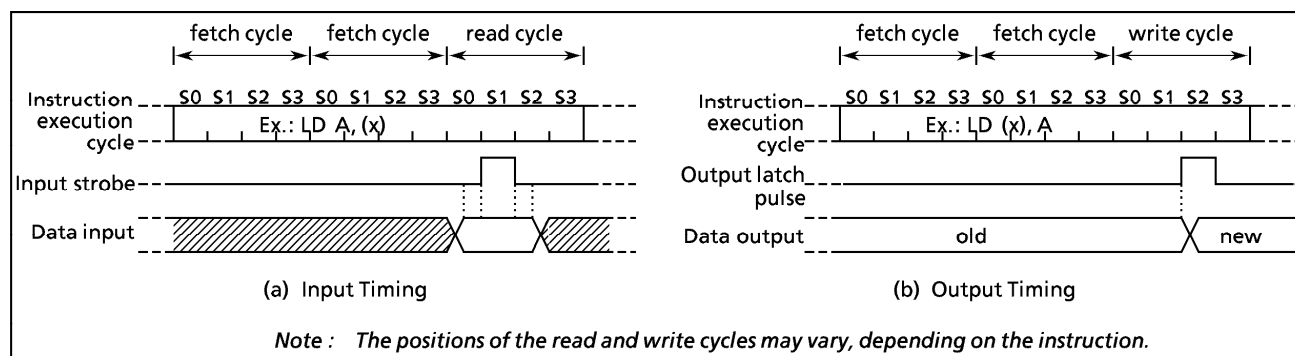 fetch cycle fetch cycle read cycle
S0 S1 S2 S3 S0 S1 S2 S3 S0 S1 S2 S3
Instruction
execution
cycle
Ex.: LD A, (x)
Input strobe
Data input
(a) Input Timing
fetch cycle fetch cycle write cycle
S0 S1 S2 S3 S0 S1 S2 S3 S0 S1 S2 S3
Instruction
execution
cycle
Ex.: LD (x), A
Output latch
pulse
Data output
old new
(b) Output Timing
Note : The positions of the read and write cycles may vary, depending on the instruction.